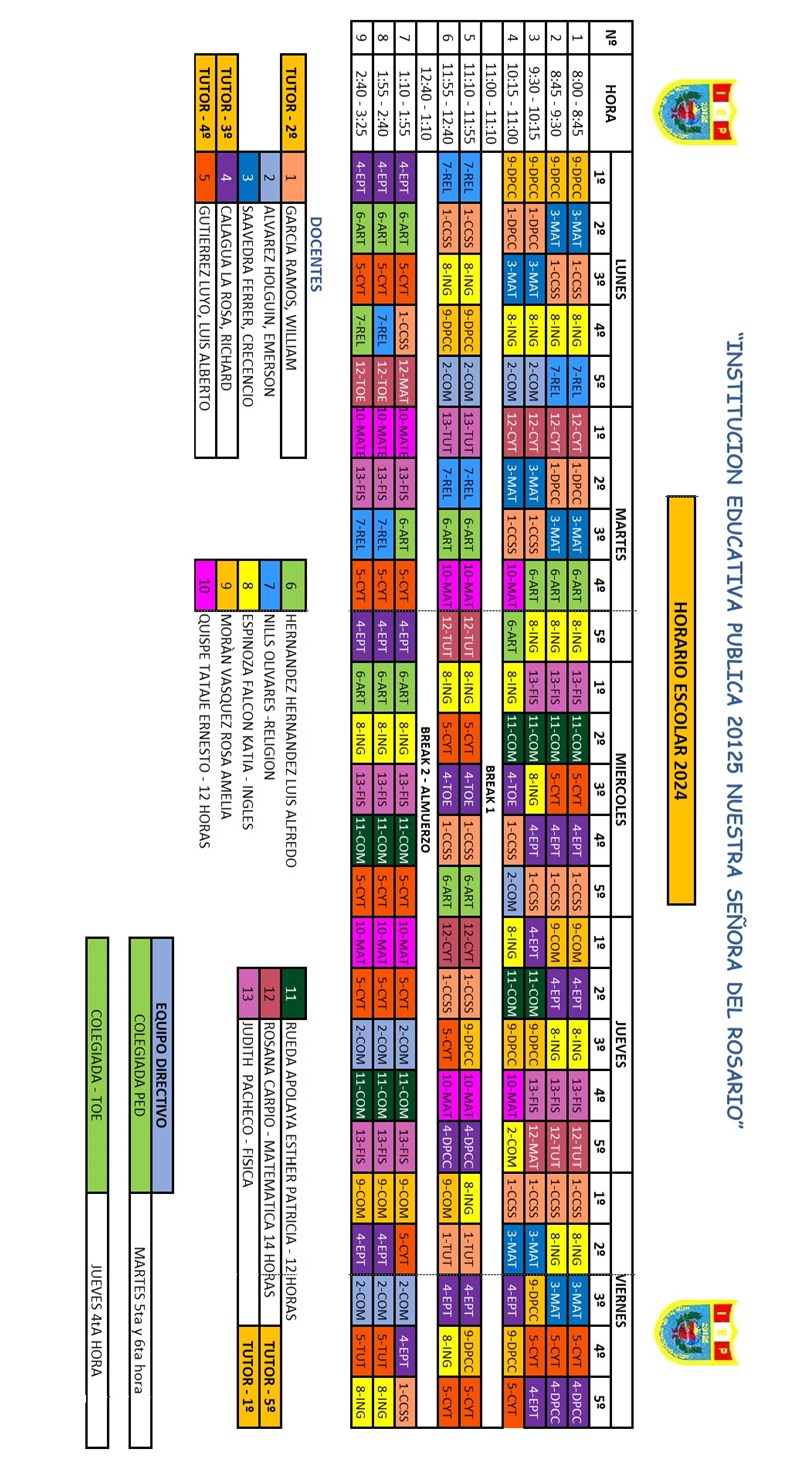 "INSTITUCION EDUCATIVA PUBLICA 20125 NUESTRA SEÑORA DEL ROSARIO"
I E P
20125
I E P
20125
HORARIO ESCOLAR 2024
Nº HORA LUNES MARTES MIERCOLES JUEVES VIERNES
1º 2º 3º 4º 5º 1º 2º 3º 4º 5º 1º 2º 3º 4º 5º 1º 2º 3º 4º 5º 1º 2º 3º 4º 5º
1 8:00 - 8:45 9-DPCC 3-MAT 1-CCSS 8-ING 7-REL 12-CYT 1-DPCC 3-MAT 6-ART 8-ING 13-FIS 11-COM 5-CYT 4-EPT 1-CCSS 9-COM 4-EPT 8-ING 13-FIS 12-TUT 1-CCSS 8-ING 3-MAT 5-CYT 4-DPCC
2 8:45 - 9:30 9-DPCC 3-MAT 1-CCSS 8-ING 7-REL 12-CYT 1-DPCC 3-MAT 6-ART 8-ING 13-FIS 11-COM 5-CYT 4-EPT 1-CCSS 9-COM 4-EPT 8-ING 13-FIS 12-TUT 1-CCSS 8-ING 3-MAT 5-CYT 4-DPCC
3 9:30 - 10:15 9-DPCC 1-DPCC 3-MAT 8-ING 2-COM 12-CYT 3-MAT 1-CCSS 6-ART 8-ING 13-FIS 11-COM 8-ING 4-EPT 1-CCSS 4-EPT 11-COM 9-DPCC 13-FIS 12-MAT 1-CCSS 3-MAT 9-DPCC 5-CYT 4-EPT
4 10:15 - 11:00 9-DPCC 1-DPCC 3-MAT 8-ING 2-COM 12-CYT 3-MAT 1-CCSS 10-MAT 6-ART 8-ING 11-COM 4-TOE 1-CCSS 2-COM 8-ING 11-COM 9-DPCC 10-MAT 2-COM 1-CCSS 3-MAT 4-EPT 9-DPCC 5-CYT
11:00 - 11:10 BREAK 1
5 11:10 - 11:55 7-REL 1-CCSS 8-ING 9-DPCC 2-COM 13-TUT 7-REL 6-ART 10-MAT 12-TUT 8-ING 5-CYT 4-TOE 1-CCSS 6-ART 12-CYT 1-CCSS 9-DPCC 10-MAT 4-DPCC 8-ING 1-TUT 4-EPT 9-DPCC 5-CYT
6 11:55 - 12:40 7-REL 1-CCSS 8-ING 9-DPCC 2-COM 13-TUT 7-REL 6-ART 10-MAT 12-TUT 8-ING 5-CYT 4-TOE 1-CCSS 6-ART 12-CYT 1-CCSS 5-CYT 10-MAT 4-DPCC 9-COM 1-TUT 4-EPT 8-ING 5-CYT
12:40 - 1:10 BREAK 2 - ALMUERZO
7 1:10 - 1:55 4-EPT 6-ART 5-CYT 1-CCSS 12-MAT 10-MATE 13-FIS 6-ART 5-CYT 4-EPT 6-ART 8-ING 13-FIS 11-COM 5-CYT 10-MAT 5-CYT 2-COM 11-COM 13-FIS 9-COM 5-CYT 2-COM 4-EPT 1-CCSS
8 1:55 - 2:40 4-EPT 6-ART 5-CYT 7-REL 12-TOE 10-MATE 13-FIS 7-REL 5-CYT 4-EPT 6-ART 8-ING 13-FIS 11-COM 5-CYT 10-MAT 5-CYT 2-COM 11-COM 13-FIS 9-COM 4-EPT 2-COM 5-TUT 8-ING
9 2:40 - 3:25 4-EPT 6-ART 5-CYT 7-REL 12-TOE 10-MATE 13-FIS 7-REL 5-CYT 4-EPT 6-ART 8-ING 13-FIS 11-COM 5-CYT 10-MAT 5-CYT 2-COM 11-COM 13-FIS 9-COM 4-EPT 2-COM 5-TUT 8-ING
DOCENTES
TUTOR - 2º 1 GARCIA RAMOS, WILLIAM
2 ALVAREZ HOLGUIN, EMERSON
3 SAAVEDRA FERRER, CRECENCIO
TUTOR - 3º 4 CALAGUA LA ROSA, RICHARD
TUTOR - 4º 5 GUTIERREZ LUYO, LUIS ALBERTO
6 HERNANDEZ HERNANDEZ LUIS ALFREDO
7 NILLS OLIVARES -RELIGION
8 ESPINOZA FALCON KATIA - INGLES
9 MORÀN VASQUEZ ROSA AMELIA
10 QUISPE TATAJE ERNESTO - 12 HORAS
11 RUEDA APOLAYA ESTHER PATRICIA - 12 HORAS
12 ROSANA CARPIO - MATEMATICA 14 HORAS TUTOR - 5º
13 JUDITH PACHECO - FISICA TUTOR - 1º
EQUIPO DIRECTIVO
COLEGIADA PED MARTES 5ta y 6ta hora
COLEGIADA - TOE JUEVES 4tA HORA